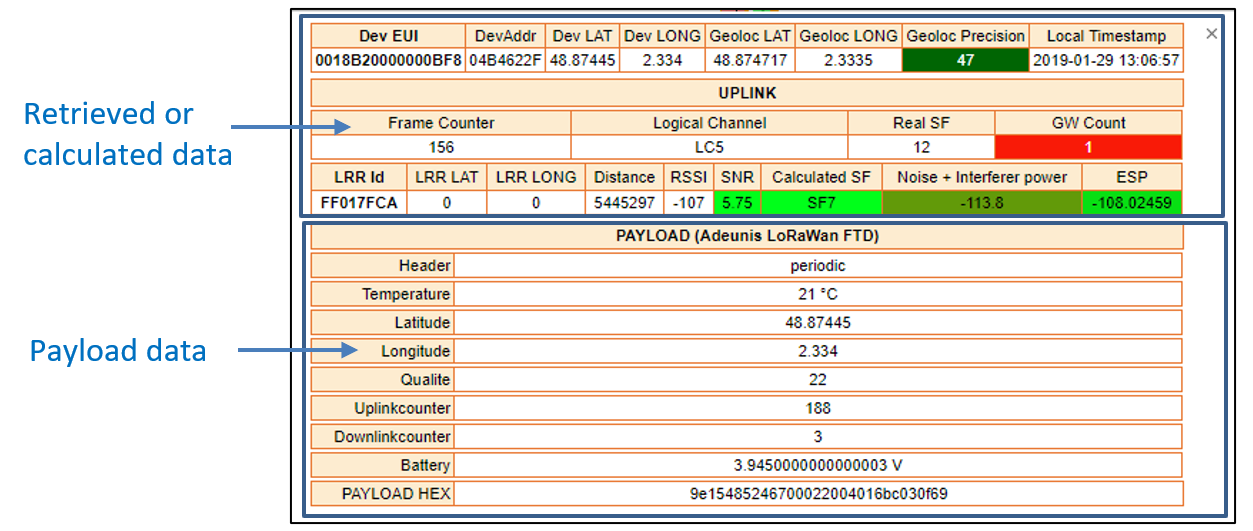 Dev EUI DevAddr Dev LAT Dev LONG Geoloc LAT Geoloc LONG Geoloc Precision Local Timestamp ×
0018B20000000BF8 04B4622F 48.87445 2.334 48.874717 2.3335 47 2019-01-29 13:06:57
UPLINK
Retrieved or
calculated data
Frame Counter Logical Channel Real SF GW Count
156 LC5 12 1
LRR Id LRR LAT LRR LONG Distance RSSI SNR Calculated SF Noise + Interferer power ESP
FF017FCA 0 0 5445297 -107 5.75 SF7 -113.8 -108.02459
PAYLOAD (Adeunis LoRaWan FTD)
Header periodic
Temperature 21 °C
Latitude 48.87445
Payload data
Longitude 2.334
Qualite 22
Uplinkcounter 188
Downlinkcounter 3
Battery 3.9450000000000003 V
PAYLOAD HEX 9e15485246700022004016bc030f69